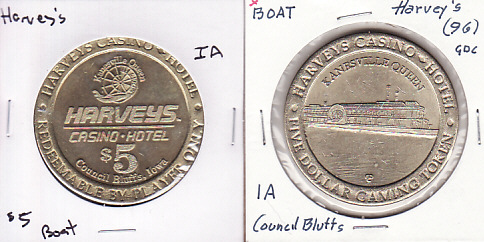 Harvey's
IA
HARVEYS CASINO · HOTEL
Kanesville Queen
HARVEYS
CASINO · HOTEL
$5
Council Bluffs, Iowa
REDEEMABLE BY PLAYER ONLY
$5
Boat
BOAT
Harvey's
(96)
GDC
HARVEYS CASINO · HOTEL
KANESVILLE QUEEN
FIVE DOLLAR GAMING TOKEN
IA
Council Bluffs